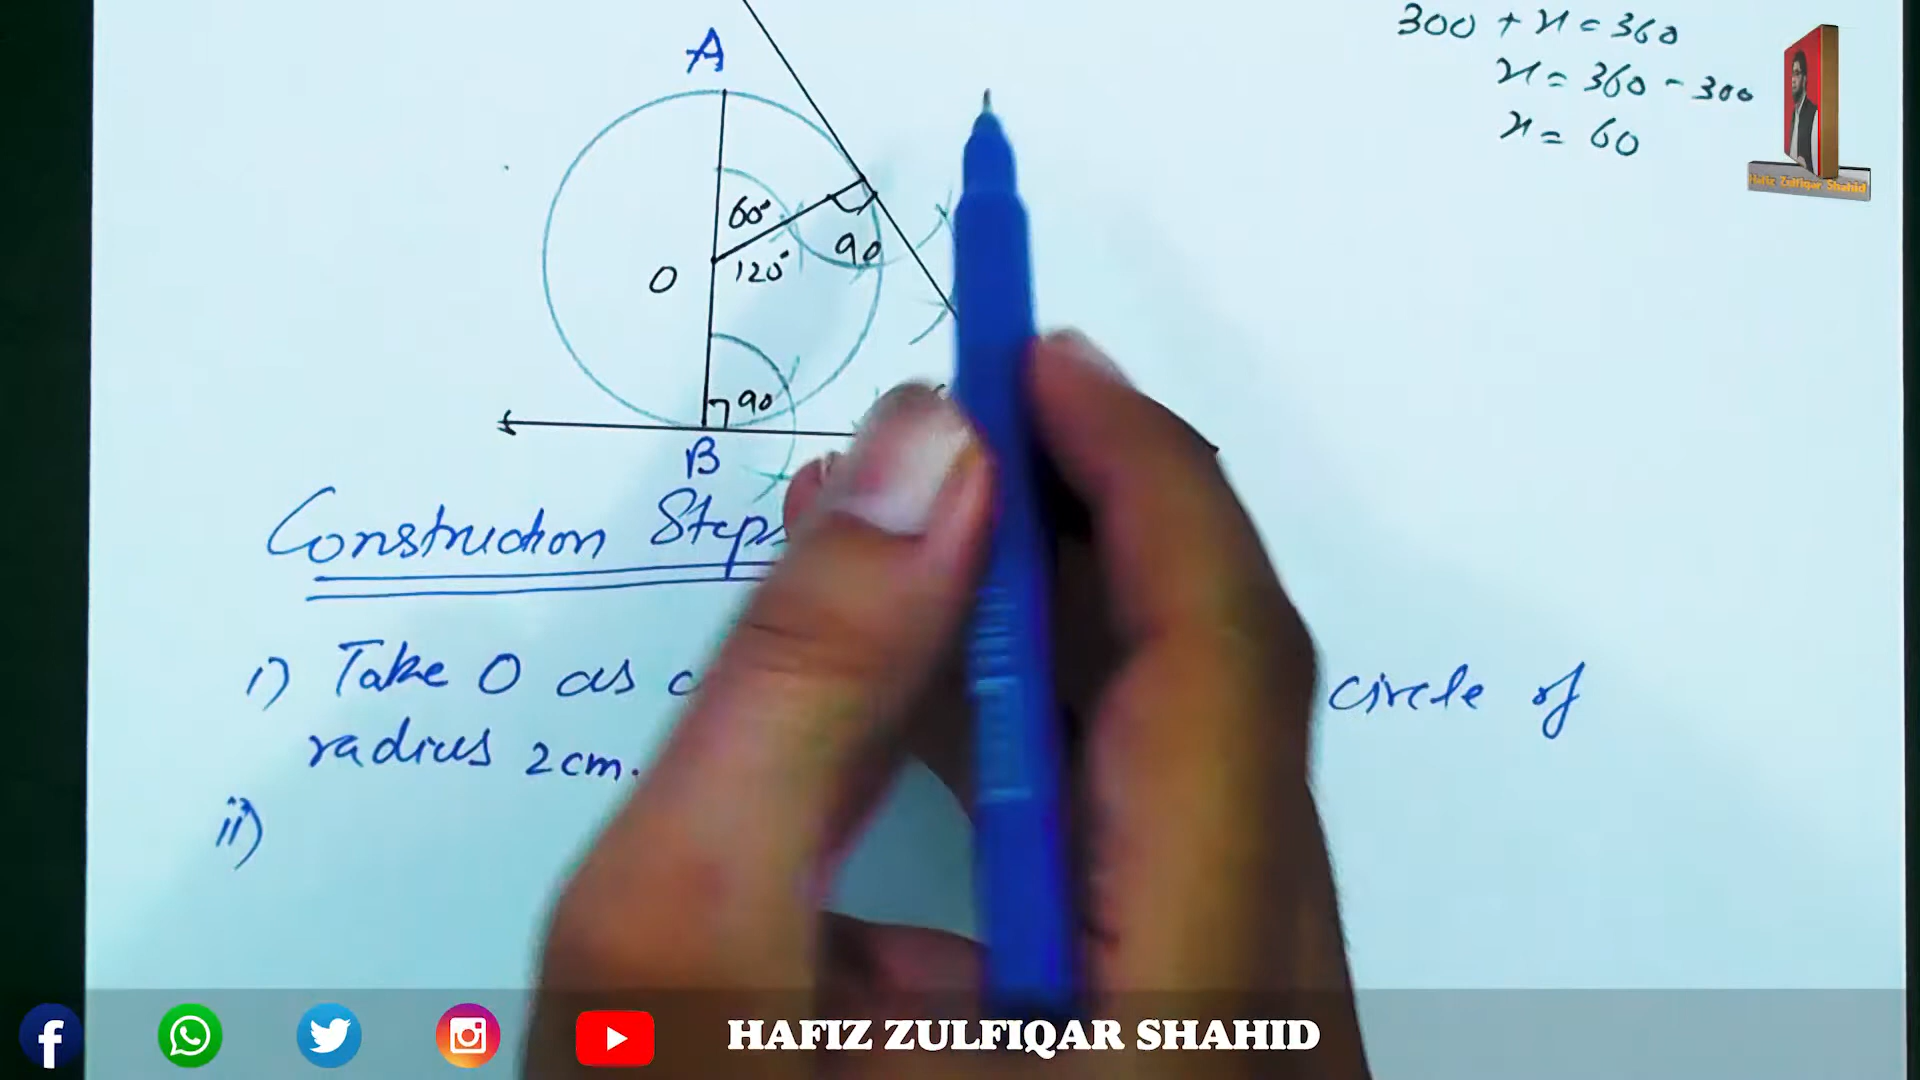 300 + x = 360
x = 360 - 300
x = 60
Hafiz Zulfiqar Shahid
A
60°
90
O
120°
90
B
Construction Steps
i) Take O as
circle of
radius 2cm.
ii)
HAFIZ ZULFIQAR SHAHID